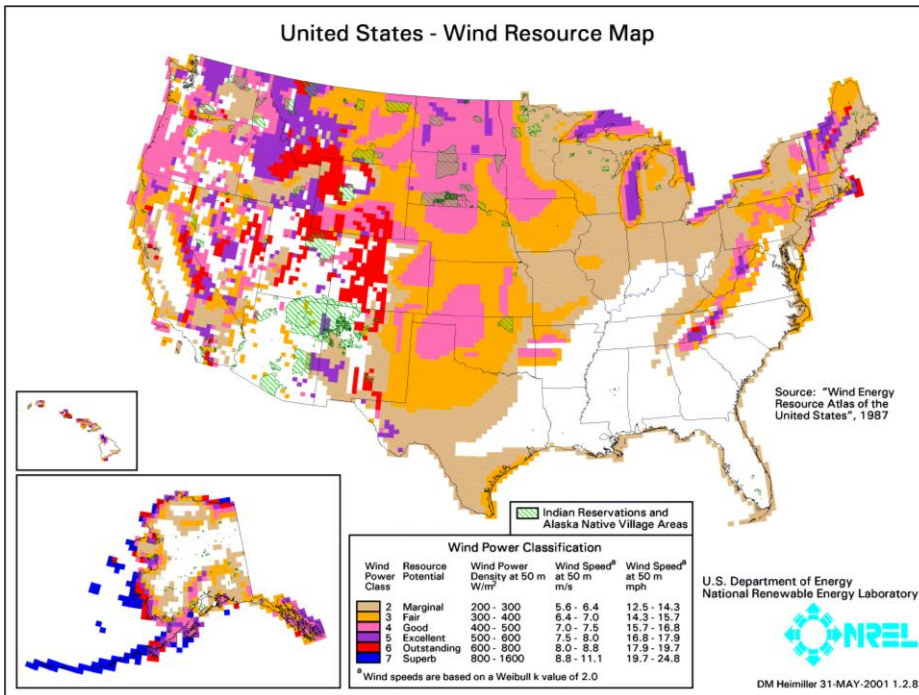 United States - Wind Resource Map
Source: "Wind Energy
Resource Atlas of the
United States", 1987
Indian Reservations and
Alaska Native Village Areas
Wind Power Classification
Wind Power Class Resource Potential Wind Power Density at 50 m W/m² Wind Speedᵃ at 50 m m/s Wind Speedᵃ at 50 m mph
2 Marginal 200 - 300 5.6 - 6.4 12.5 - 14.3
3 Fair 300 - 400 6.4 - 7.0 14.3 - 15.7
4 Good 400 - 500 7.0 - 7.5 15.7 - 16.8
5 Excellent 500 - 600 7.5 - 8.0 16.8 - 17.9
6 Outstanding 600 - 800 8.0 - 8.8 17.9 - 19.7
7 Superb 800 - 1600 8.8 - 11.1 19.7 - 24.8
ᵃ Wind speeds are based on a Weibull k value of 2.0
U.S. Department of Energy
National Renewable Energy Laboratory
NREL
DM Heimiller 31-MAY-2001 1.2.8